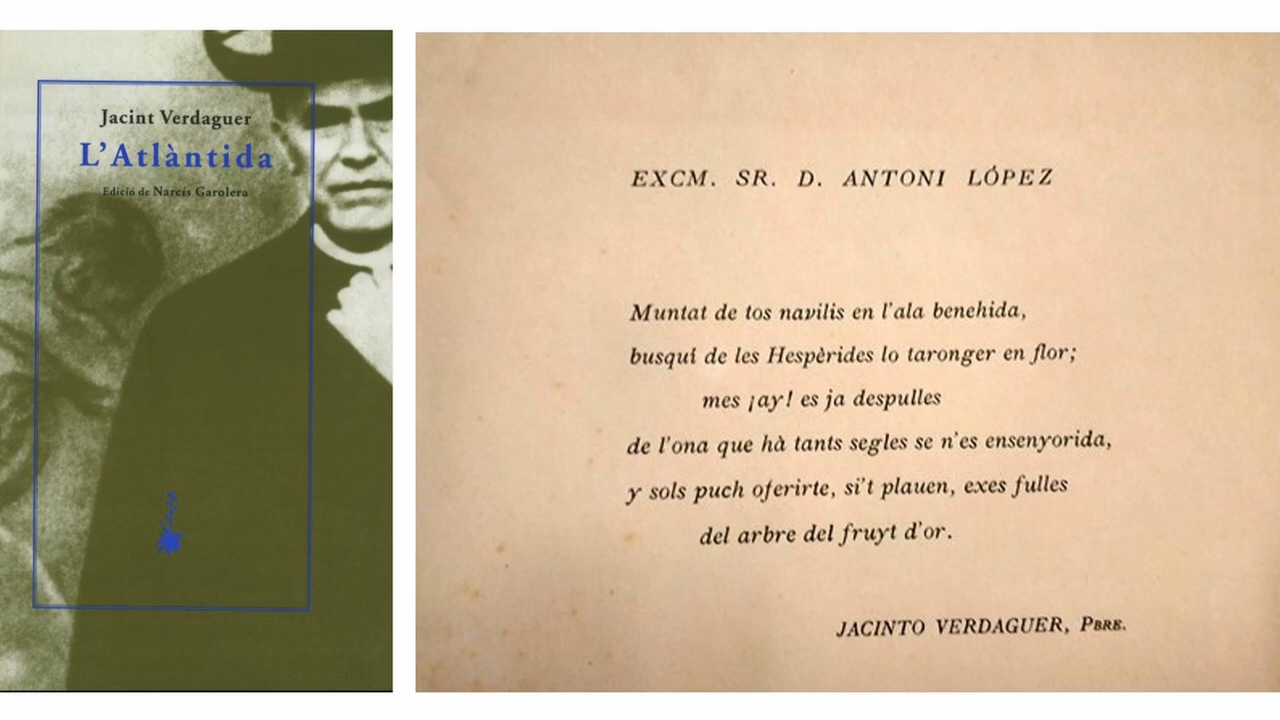 Jacint Verdaguer
L'Atlàntida
Edició de Narcís Garolera
EXCM. SR. D. ANTONI LÓPEZ
Muntat de tos navilis en l'ala benehida,
busquí de les Hespèrides lo taronger en flor;
mes ¡ay! es ja despulles
de l'ona que hà tants segles se n'es ensenyorida,
y sols puch oferirte, si't plauen, exes fulles
del arbre del fruyt d'or.
JACINTO VERDAGUER, PBRE.